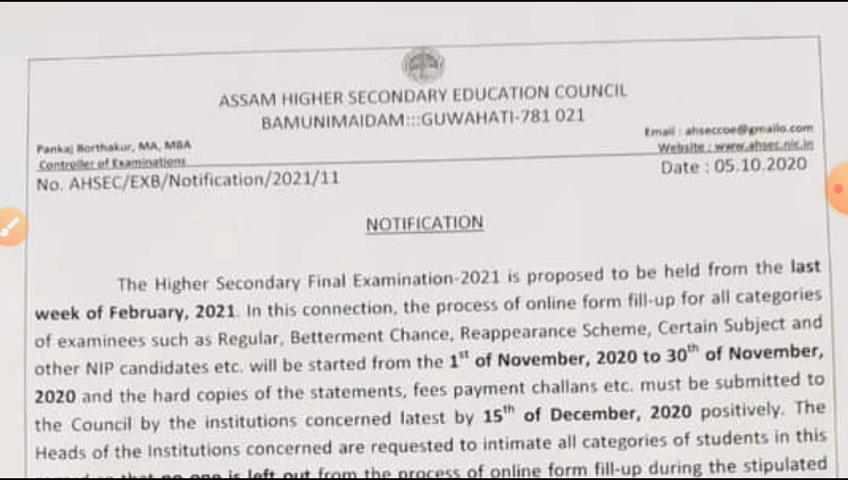 ASSAM HIGHER SECONDARY EDUCATION COUNCIL
BAMUNIMAIDAM:::GUWAHATI-781 021
Pankaj Borthakur, MA, MBA
Controller of Examinations
Email : ahseccoe@gmailo.com
Website : www.ahsec.nic.in
No. AHSEC/EXB/Notification/2021/11
Date : 05.10.2020
NOTIFICATION
The Higher Secondary Final Examination-2021 is proposed to be held from the last
week of February, 2021. In this connection, the process of online form fill-up for all categories
of examinees such as Regular, Betterment Chance, Reappearance Scheme, Certain Subject and
other NIP candidates etc. will be started from the 1st of November, 2020 to 30th of November,
2020 and the hard copies of the statements, fees payment challans etc. must be submitted to
the Council by the institutions concerned latest by 15th of December, 2020 positively. The
Heads of the Institutions concerned are requested to intimate all categories of students in this
that no one is left out from the process of online form fill-up during the stipulated